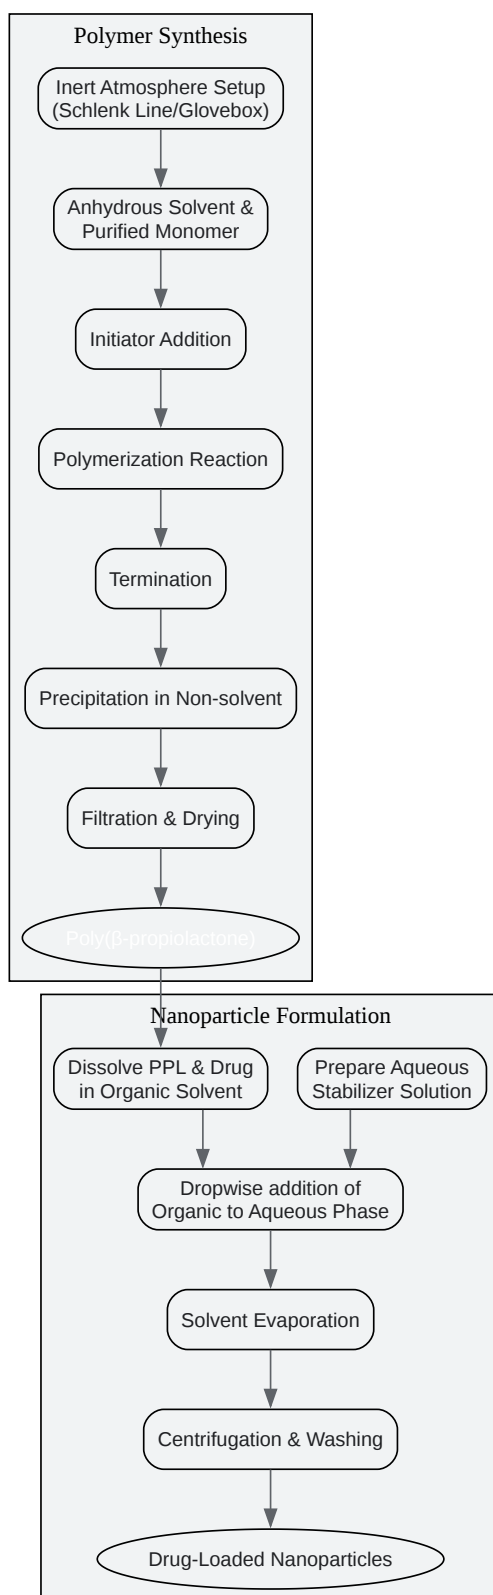 Polymer Synthesis
Inert Atmosphere Setup
(Schlenk Line/Glovebox)
Anhydrous Solvent &
Purified Monomer
Initiator Addition
Polymerization Reaction
Termination
Precipitation in Non-solvent
Filtration & Drying
Poly(β-propiolactone)
Nanoparticle Formulation
Dissolve PPL & Drug
in Organic Solvent
Prepare Aqueous
Stabilizer Solution
Dropwise addition of
Organic to Aqueous Phase
Solvent Evaporation
Centrifugation & Washing
Drug-Loaded Nanoparticles